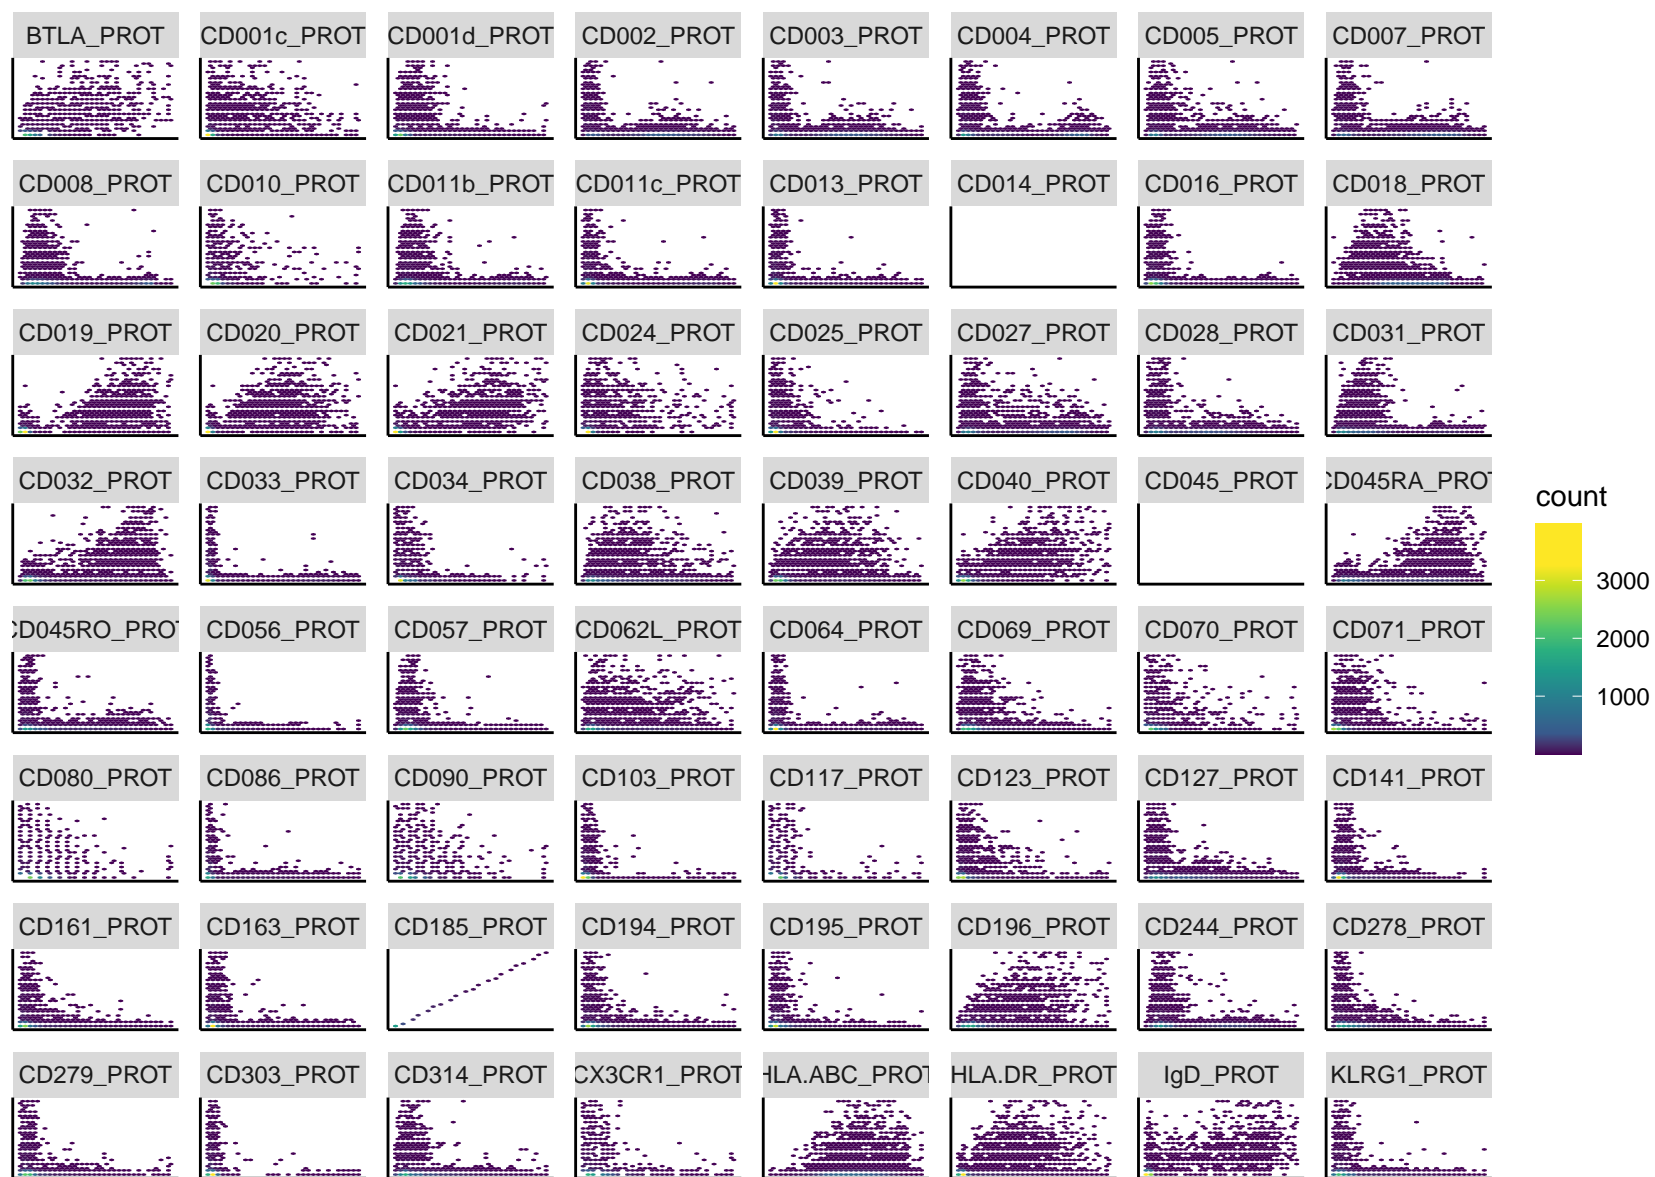 BTLA_PROT CD001c_PROT CD001d_PROT CD002_PROT CD003_PROT CD004_PROT CD005_PROT CD007_PROT
CD008_PROT CD010_PROT CD011b_PROT CD011c_PROT CD013_PROT CD014_PROT CD016_PROT CD018_PROT
CD019_PROT CD020_PROT CD021_PROT CD024_PROT CD025_PROT CD027_PROT CD028_PROT CD031_PROT
CD032_PROT CD033_PROT CD034_PROT CD038_PROT CD039_PROT CD040_PROT CD045_PROT CD045RA_PROT
CD045RO_PROT CD056_PROT CD057_PROT CD062L_PROT CD064_PROT CD069_PROT CD070_PROT CD071_PROT
CD080_PROT CD086_PROT CD090_PROT CD103_PROT CD117_PROT CD123_PROT CD127_PROT CD141_PROT
CD161_PROT CD163_PROT CD185_PROT CD194_PROT CD195_PROT CD196_PROT CD244_PROT CD278_PROT
CD279_PROT CD303_PROT CD314_PROT CX3CR1_PROT HLA.ABC_PROT HLA.DR_PROT IgD_PROT KLRG1_PROT
count
3000
2000
1000